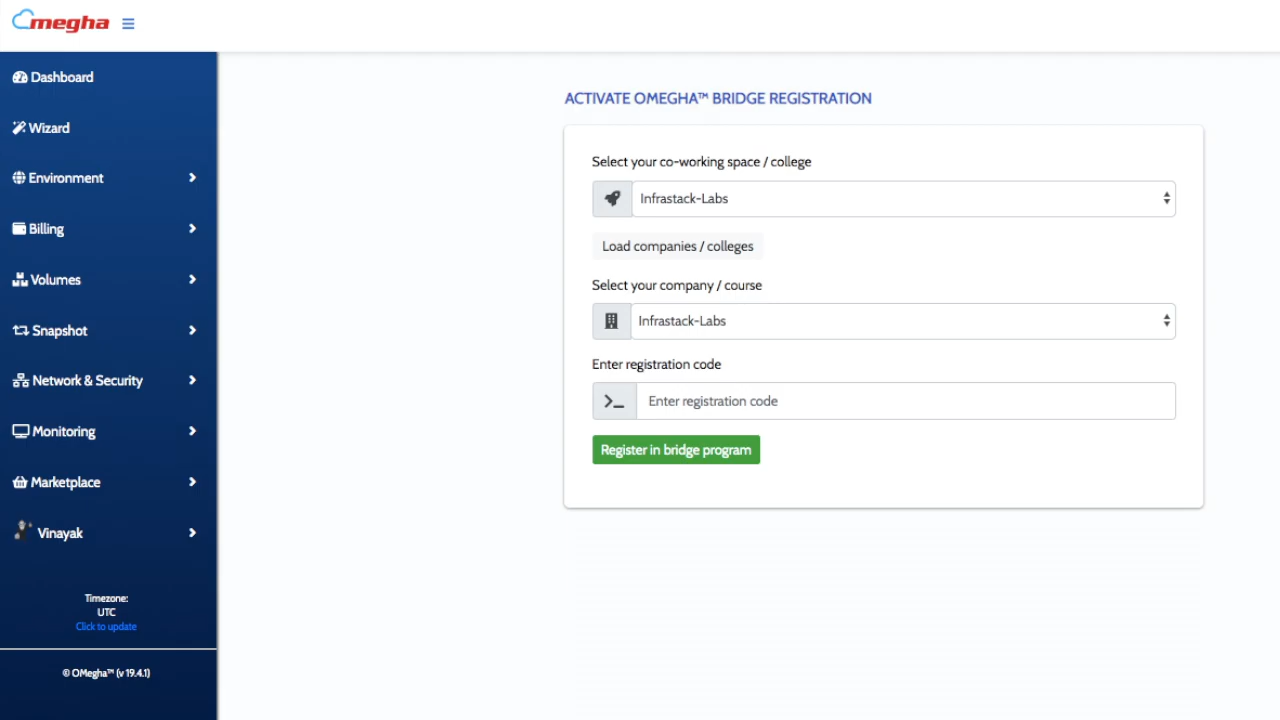 Omegha
Dashboard
Wizard
Environment
Billing
Volumes
Snapshot
Network & Security
Monitoring
Marketplace
Vinayak
Timezone:
UTC
Click to update
© OMegha™ (v 19.4.1)
ACTIVATE OMEGHA™ BRIDGE REGISTRATION
Select your co-working space / college
Infrastack-Labs
Load companies / colleges
Select your company / course
Infrastack-Labs
Enter registration code
Enter registration code
Register in bridge program